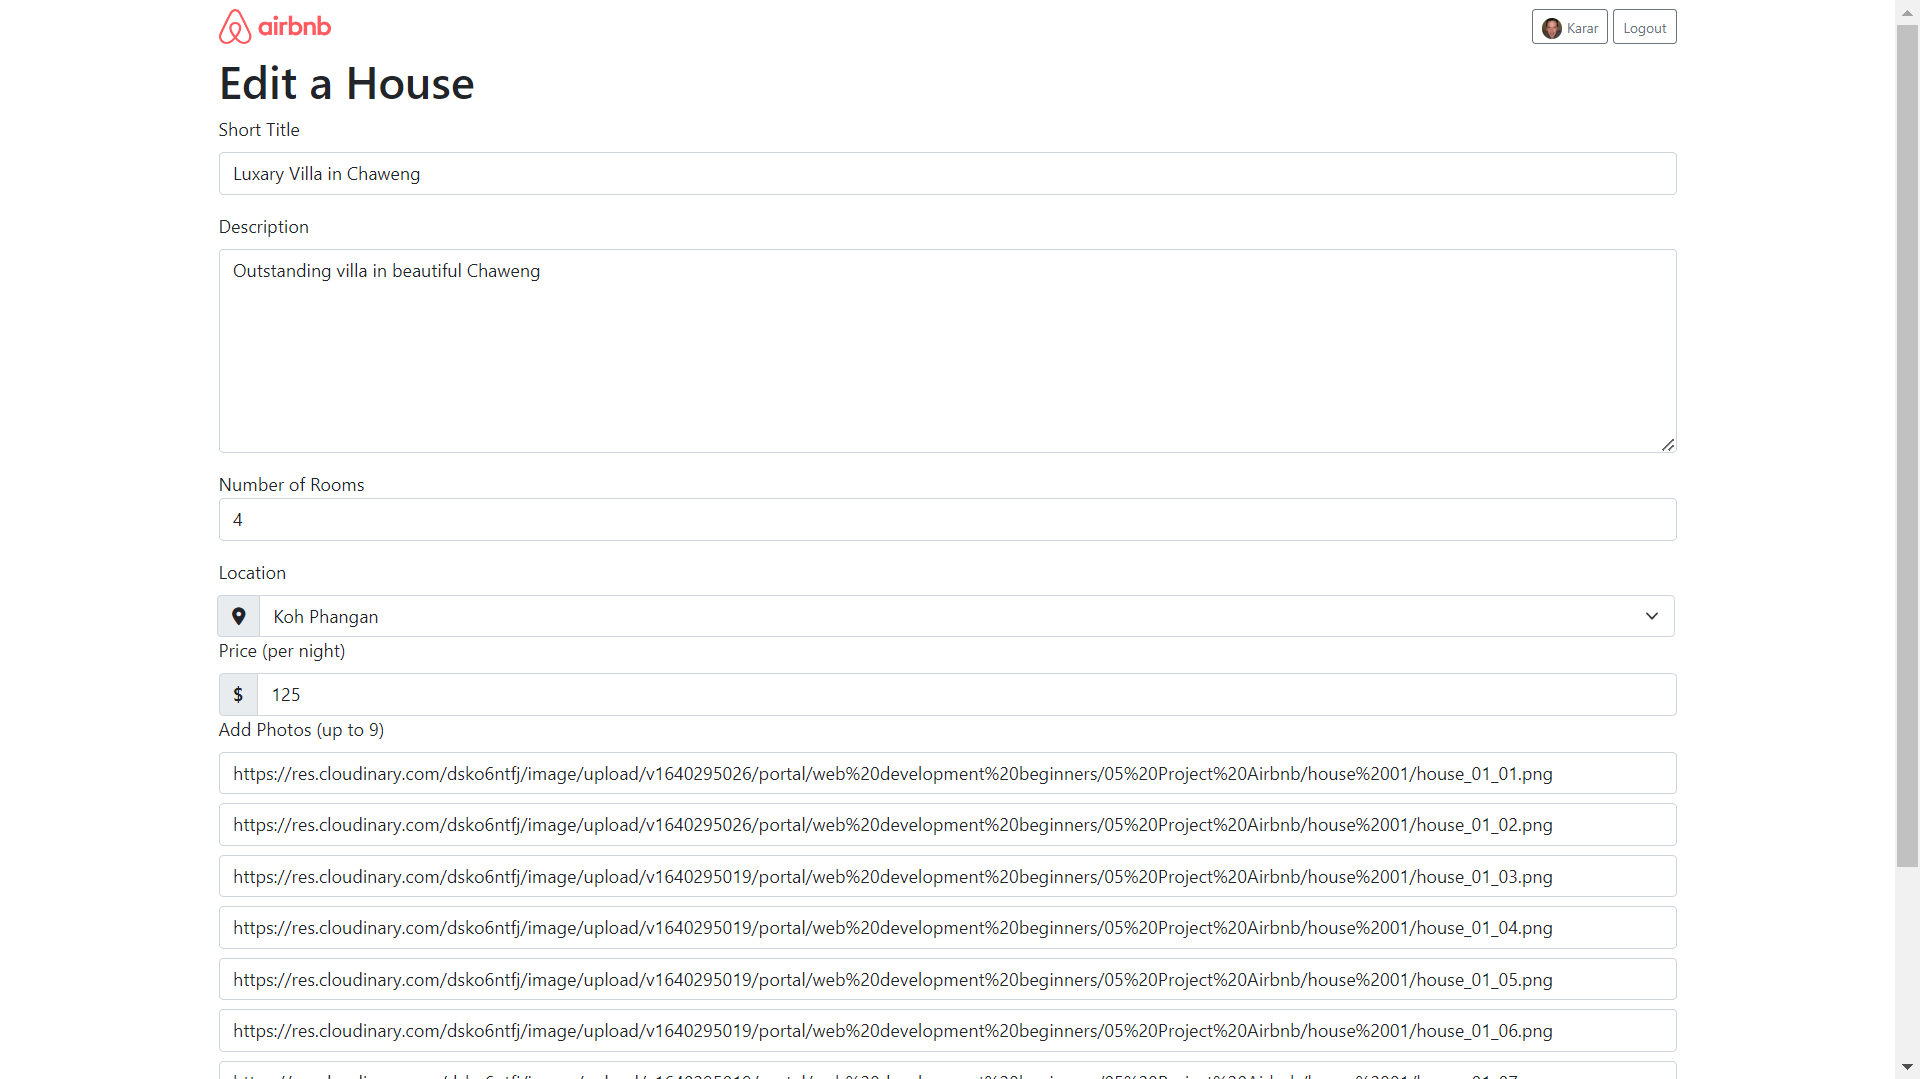 airbnb
Karar
Logout
Edit a House
Short Title
Luxary Villa in Chaweng
Description
Outstanding villa in beautiful Chaweng
Number of Rooms
4
Location
Koh Phangan
Price (per night)
$ 125
Add Photos (up to 9)
https://res.cloudinary.com/dsko6ntfj/image/upload/v1640295026/portal/web%20development%20beginners/05%20Project%20Airbnb/house%2001/house_01_01.png
https://res.cloudinary.com/dsko6ntfj/image/upload/v1640295026/portal/web%20development%20beginners/05%20Project%20Airbnb/house%2001/house_01_02.png
https://res.cloudinary.com/dsko6ntfj/image/upload/v1640295019/portal/web%20development%20beginners/05%20Project%20Airbnb/house%2001/house_01_03.png
https://res.cloudinary.com/dsko6ntfj/image/upload/v1640295019/portal/web%20development%20beginners/05%20Project%20Airbnb/house%2001/house_01_04.png
https://res.cloudinary.com/dsko6ntfj/image/upload/v1640295019/portal/web%20development%20beginners/05%20Project%20Airbnb/house%2001/house_01_05.png
https://res.cloudinary.com/dsko6ntfj/image/upload/v1640295019/portal/web%20development%20beginners/05%20Project%20Airbnb/house%2001/house_01_06.png